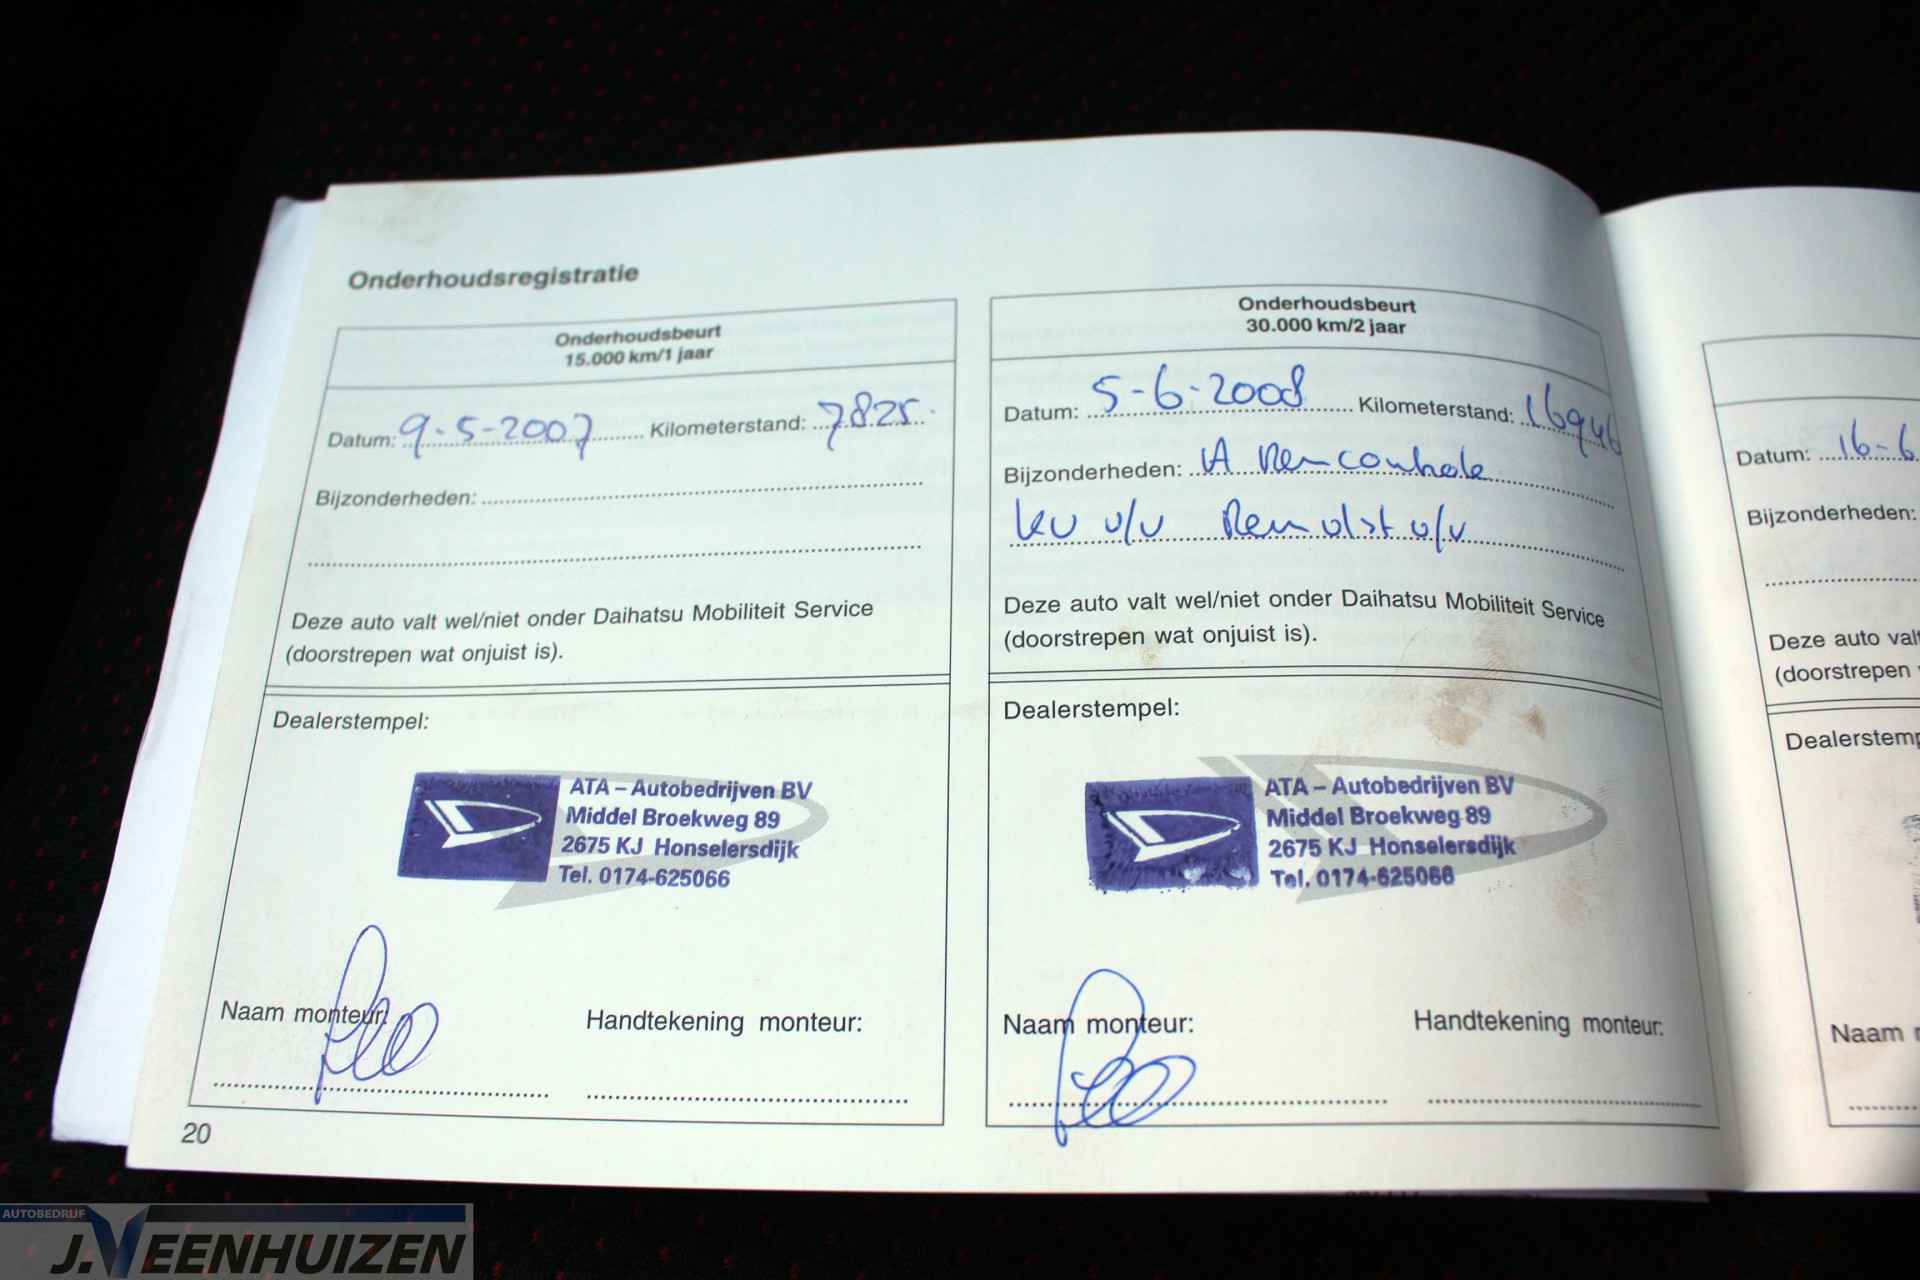 Onderhoudsregistratie
Onderhoudsbeurt
15.000 km/1 jaar
Datum: 9-5-2007 Kilometerstand: 7825.
Bijzonderheden:
Deze auto valt wel/niet onder Daihatsu Mobiliteit Service
(doorstrepen wat onjuist is).
Dealerstempel:
ATA – Autobedrijven BV
Middel Broekweg 89
2675 KJ Honselersdijk
Tel. 0174-625066
Naam monteur:
Handtekening monteur:
20
Onderhoudsbeurt
30.000 km/2 jaar
Datum: 5-6-2008 Kilometerstand: 16946
Bijzonderheden: Remcontrole
v/v Remvlst v/v
Deze auto valt wel/niet onder Daihatsu Mobiliteit Service
(doorstrepen wat onjuist is).
Dealerstempel:
ATA – Autobedrijven BV
Middel Broekweg 89
2675 KJ Honselersdijk
Tel. 0174-625066
Naam monteur:
Handtekening monteur:
Datum: 16-6
Bijzonderheden:
Deze auto valt
(doorstrepen
Dealerstemp
Naam
AUTOBEDRIJF
J.VEENHUIZEN